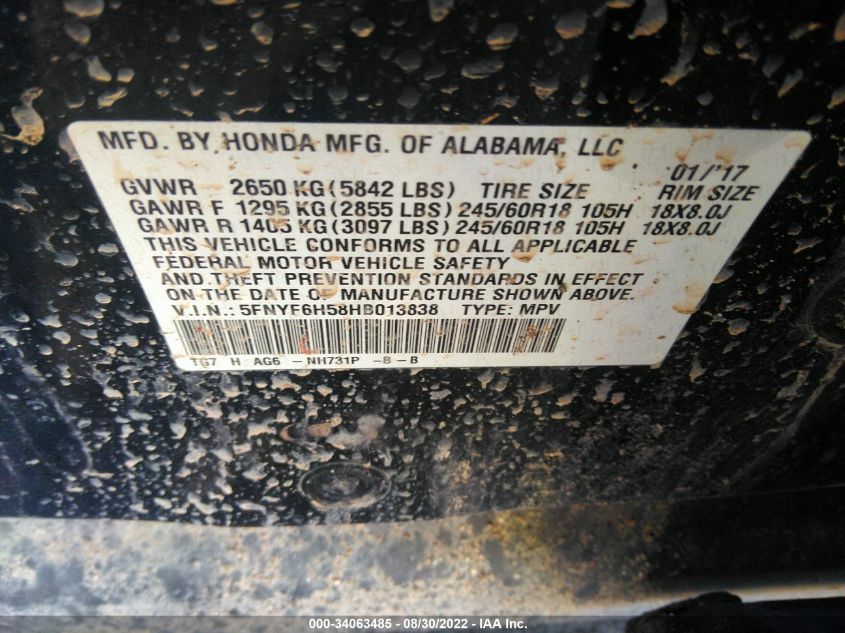 MFD. BY HONDA MFG. OF ALABAMA, LLC 01/'17
GVWR 2650 KG (5842 LBS) TIRE SIZE RIM SIZE
GAWR F 1295 KG (2855 LBS) 245/60R18 105H 18X8.0J
GAWR R 1405 KG (3097 LBS) 245/60R18 105H 18X8.0J
THIS VEHICLE CONFORMS TO ALL APPLICABLE
FEDERAL MOTOR VEHICLE SAFETY
AND THEFT PREVENTION STANDARDS IN EFFECT
ON THE DATE OF MANUFACTURE SHOWN ABOVE.
V.I.N.: 5FNYF6H58HB013838 TYPE: MPV
TG7 H AG6 -NH731P -B -B
000-34063485 - 08/30/2022 - IAA Inc.